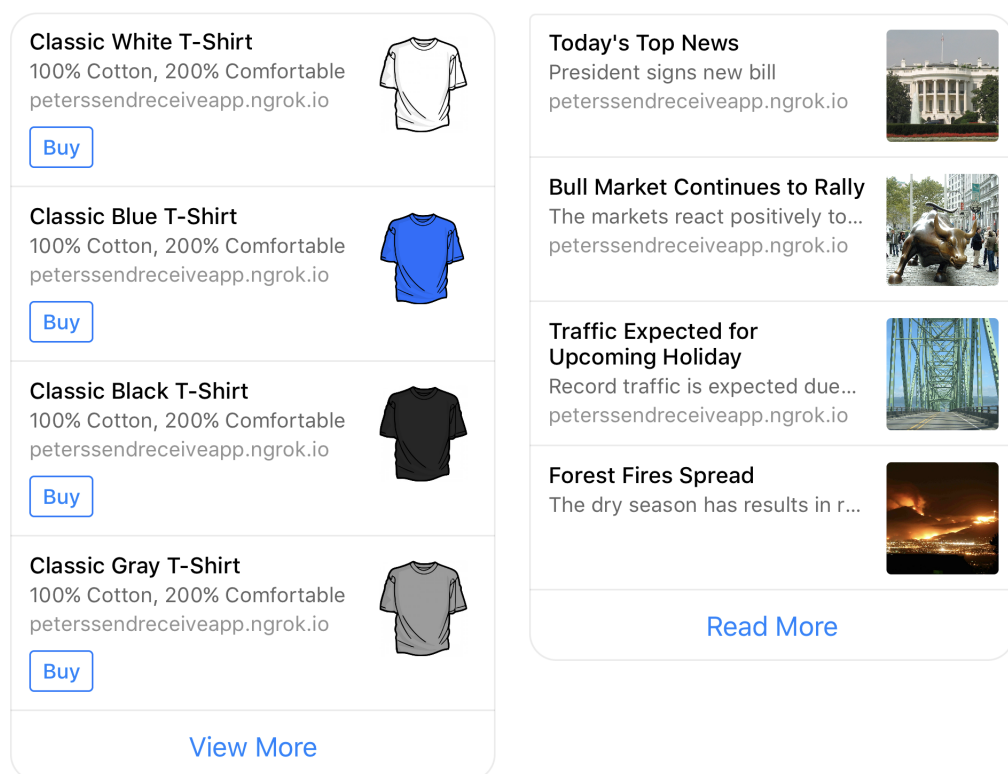 Classic White T-Shirt
100% Cotton, 200% Comfortable
peterssendreceiveapp.ngrok.io
Buy
Classic Blue T-Shirt
100% Cotton, 200% Comfortable
peterssendreceiveapp.ngrok.io
Buy
Classic Black T-Shirt
100% Cotton, 200% Comfortable
peterssendreceiveapp.ngrok.io
Buy
Classic Gray T-Shirt
100% Cotton, 200% Comfortable
peterssendreceiveapp.ngrok.io
Buy
View More
Today's Top News
President signs new bill
peterssendreceiveapp.ngrok.io
Bull Market Continues to Rally
The markets react positively to...
peterssendreceiveapp.ngrok.io
Traffic Expected for
Upcoming Holiday
Record traffic is expected due...
peterssendreceiveapp.ngrok.io
Forest Fires Spread
The dry season has results in r...
Read More